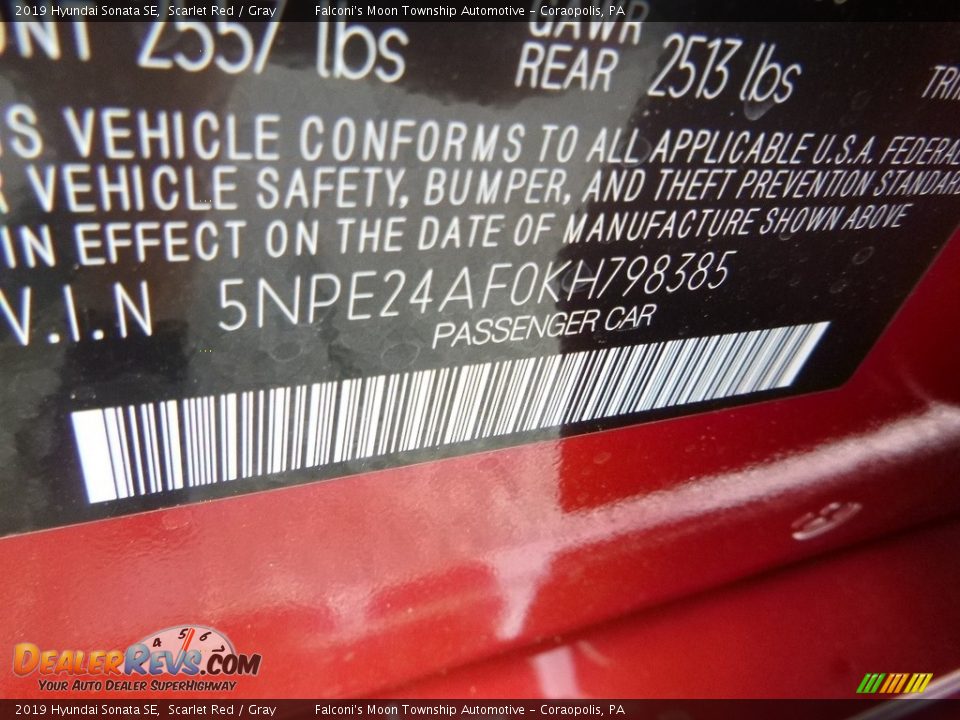 2019 Hyundai Sonata SE, Scarlet Red / Gray Falconi's Moon Township Automotive - Coraopolis, PA
2557 lbs GAWR
REAR 2513 lbs
VEHICLE CONFORMS TO ALL APPLICABLE U.S.A. FEDERAL
VEHICLE SAFETY, BUMPER, AND THEFT PREVENTION STANDARD
IN EFFECT ON THE DATE OF MANUFACTURE SHOWN ABOVE
V.I.N 5NPE24AF0KH798385
PASSENGER CAR
4 5 6
DEALERREVS.COM
YOUR AUTO DEALER SUPERHIGHWAY
2019 Hyundai Sonata SE, Scarlet Red / Gray Falconi's Moon Township Automotive - Coraopolis, PA